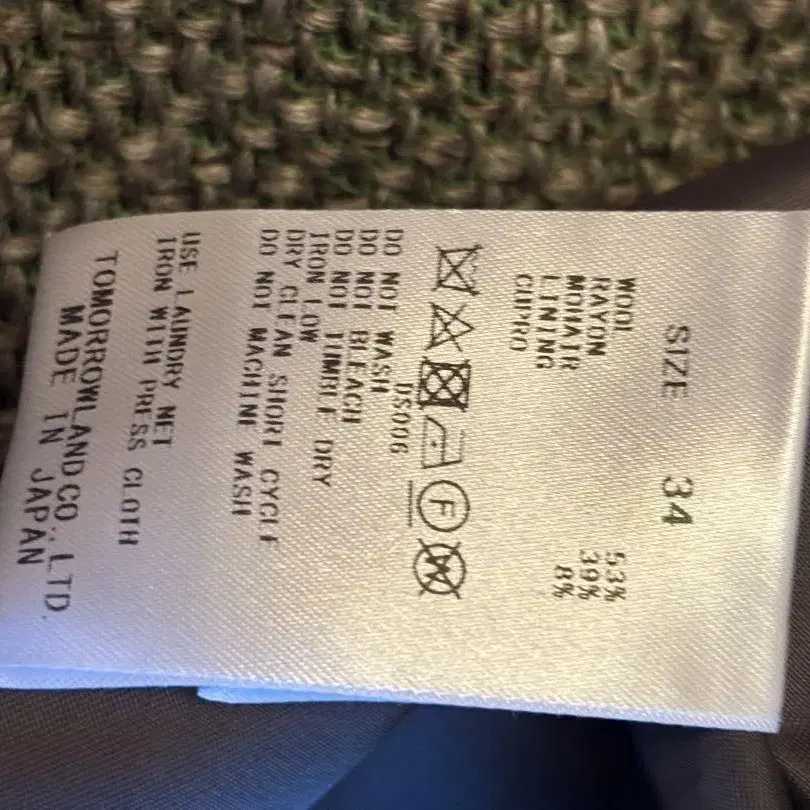 SIZE 34
WOOL 53%
RAYON 39%
MOHAIR 8%
LINING
CUPRO
F W
DS006
DO NOT WASH
DO NOT BLEACH
DO NOT TUMBLE DRY
IRON LOW
DRY CLEAN SHORT CYCLE
DO NOT MACHINE WASH
USE LAUNDRY NET
IRON WITH PRESS CLOTH
TOMORROWLAND CO., LTD.
MADE IN JAPAN